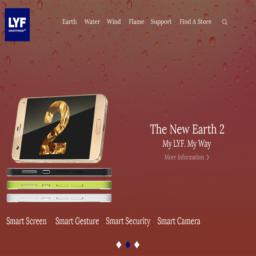 LYF
Earth Water Wind Flame Support Find A Store
The New Earth 2
My LYF. My Way
More Information >
2
Smart Screen Smart Gesture Smart Security Smart Camera